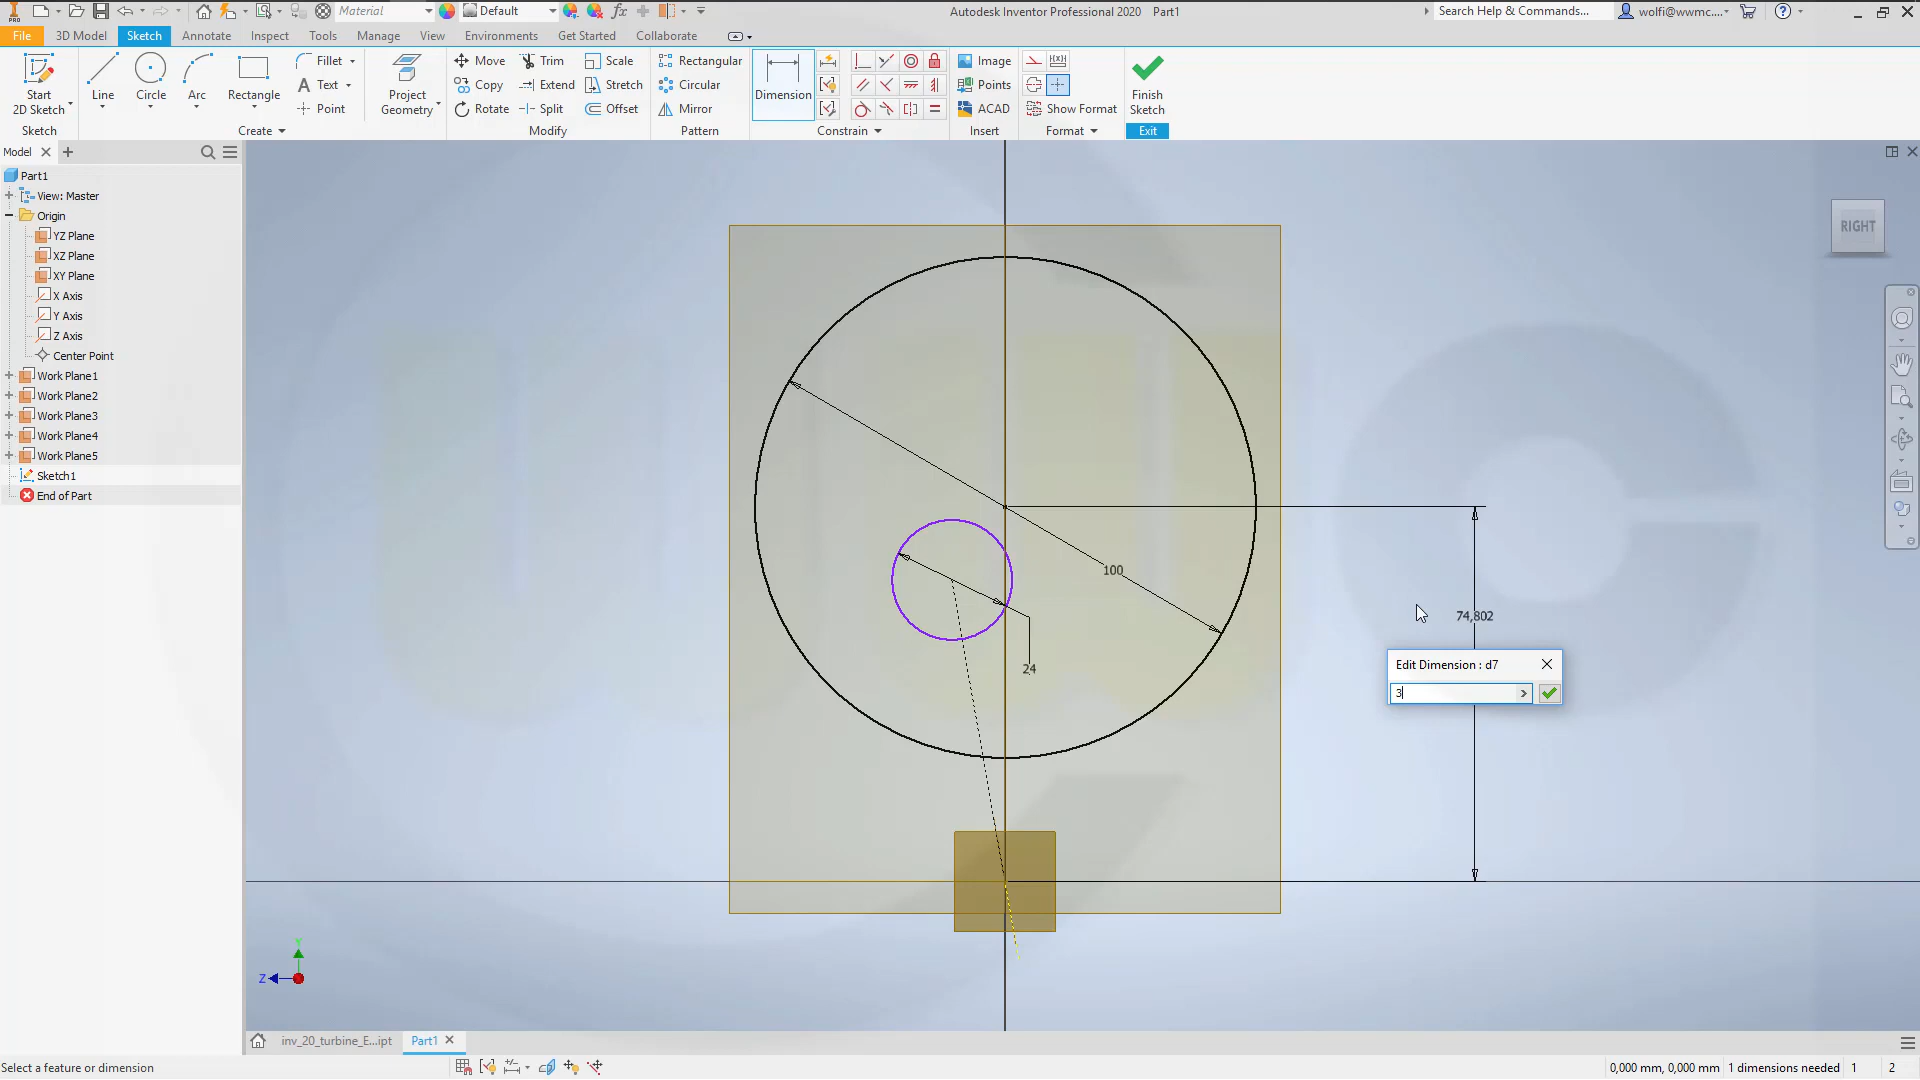 PRO
Material
Default
Autodesk Inventor Professional 2020 Part1
Search Help & Commands...
wolfi@wwmc....
File
3D Model
Sketch
Annotate
Inspect
Tools
Manage
View
Environments
Get Started
Collaborate
Start
2D Sketch
Line
Circle
Arc
Rectangle
Fillet
Text
Point
Project
Geometry
Move
Copy
Rotate
Trim
Extend
Split
Scale
Stretch
Offset
Rectangular
Circular
Mirror
Dimension
Image
Points
ACAD
Show Format
Finish
Sketch
Sketch
Create
Modify
Pattern
Constrain
Insert
Format
Exit
Model
Part1
View: Master
Origin
YZ Plane
XZ Plane
XY Plane
X Axis
Y Axis
Z Axis
Center Point
Work Plane1
Work Plane2
Work Plane3
Work Plane4
Work Plane5
Sketch1
End of Part
RIGHT
100
24
74,802
Edit Dimension : d7
3
Y
Z
inv_20_turbine_E...ipt
Part1
Select a feature or dimension
0,000 mm, 0,000 mm 1 dimensions needed 1 2